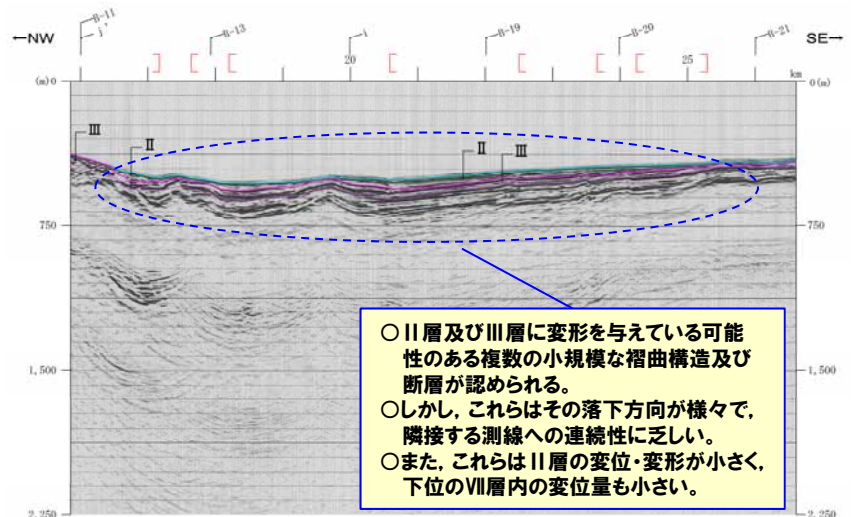 B-11
j'
B-13
i
B-19
B-20
B-21
←NW
SE→
20
25
km
(m) 0
0 (m)
Ⅲ
Ⅱ
Ⅱ
Ⅲ
750
750
1,500
1,500
2,250
2,250
○Ⅱ層及びⅢ層に変形を与えている可能
性のある複数の小規模な褶曲構造及び
断層が認められる。
○しかし，これらはその落下方向が様々で，
隣接する測線への連続性に乏しい。
○また，これらはⅡ層の変位・変形が小さく，
下位のⅦ層内の変位量も小さい。